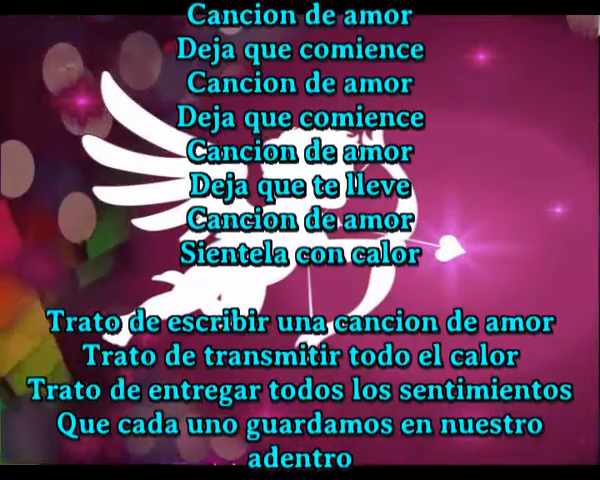 Cancion de amor
Deja que comience
Cancion de amor
Deja que comience
Cancion de amor
Deja que te lleve
Cancion de amor
Sientela con calor
Trato de escribir una cancion de amor
Trato de transmitir todo el calor
Trato de entregar todos los sentimientos
Que cada uno guardamos en nuestro
adentro